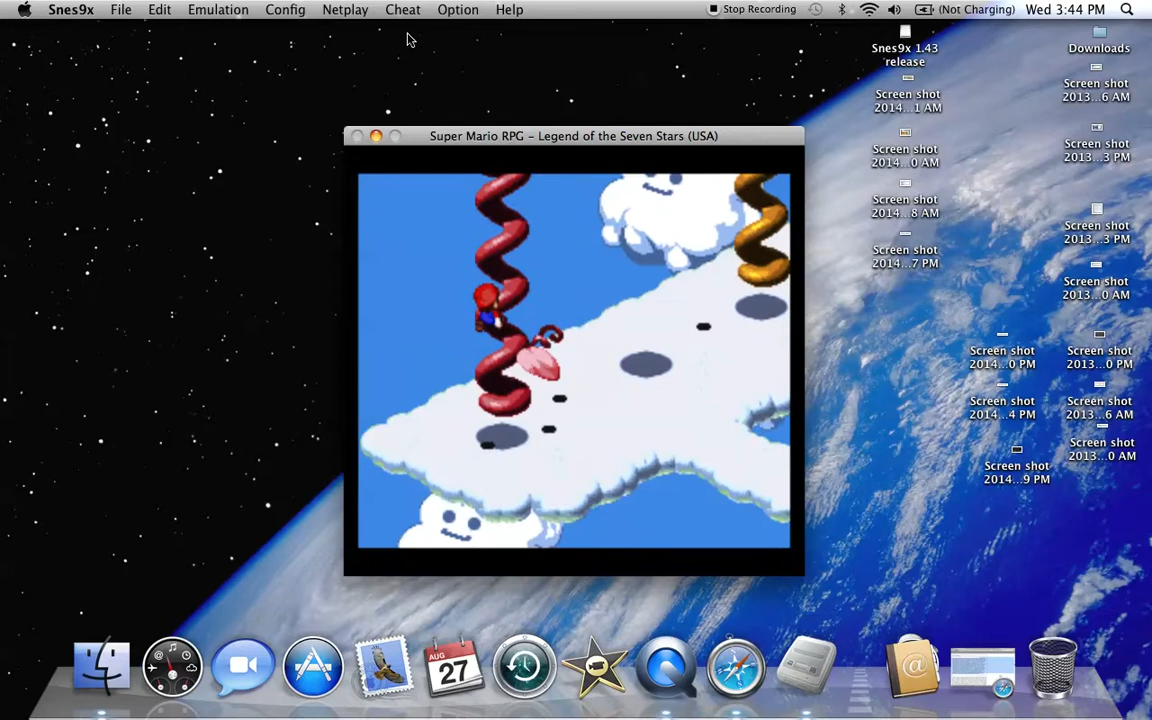 Snes9x File Edit Emulation Config Netplay Cheat Option Help Stop Recording (Not Charging) Wed 3:44 PM
Snes9x 1.43
release
Downloads
Screen shot
2014...1 AM
Screen shot
2013...6 AM
Screen shot
2014...0 AM
Screen shot
2013...3 PM
Screen shot
2014...8 AM
Screen shot
2013...3 PM
Screen shot
2014...7 PM
Screen shot
2013...0 AM
Screen shot
2014...0 PM
Screen shot
2013...0 PM
Screen shot
2014...4 PM
Screen shot
2013...6 AM
Screen shot
2013...0 AM
Screen shot
2014...9 PM
Super Mario RPG - Legend of the Seven Stars (USA)
AUG
27